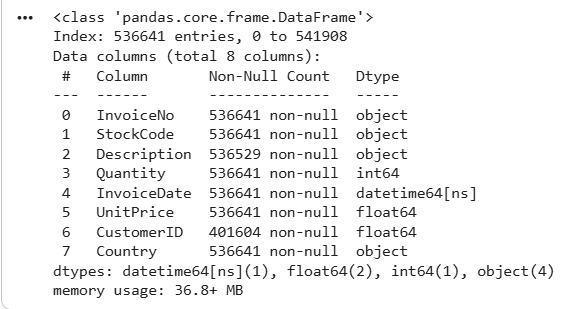 <class 'pandas.core.frame.DataFrame'>
Index: 536641 entries, 0 to 541908
Data columns (total 8 columns):
 #   Column       Non-Null Count   Dtype
---  ------       --------------   -----
 0   InvoiceNo    536641 non-null  object
 1   StockCode    536641 non-null  object
 2   Description  536529 non-null  object
 3   Quantity     536641 non-null  int64
 4   InvoiceDate  536641 non-null  datetime64[ns]
 5   UnitPrice    536641 non-null  float64
 6   CustomerID   401604 non-null  float64
 7   Country      536641 non-null  object
dtypes: datetime64[ns](1), float64(2), int64(1), object(4)
memory usage: 36.8+ MB